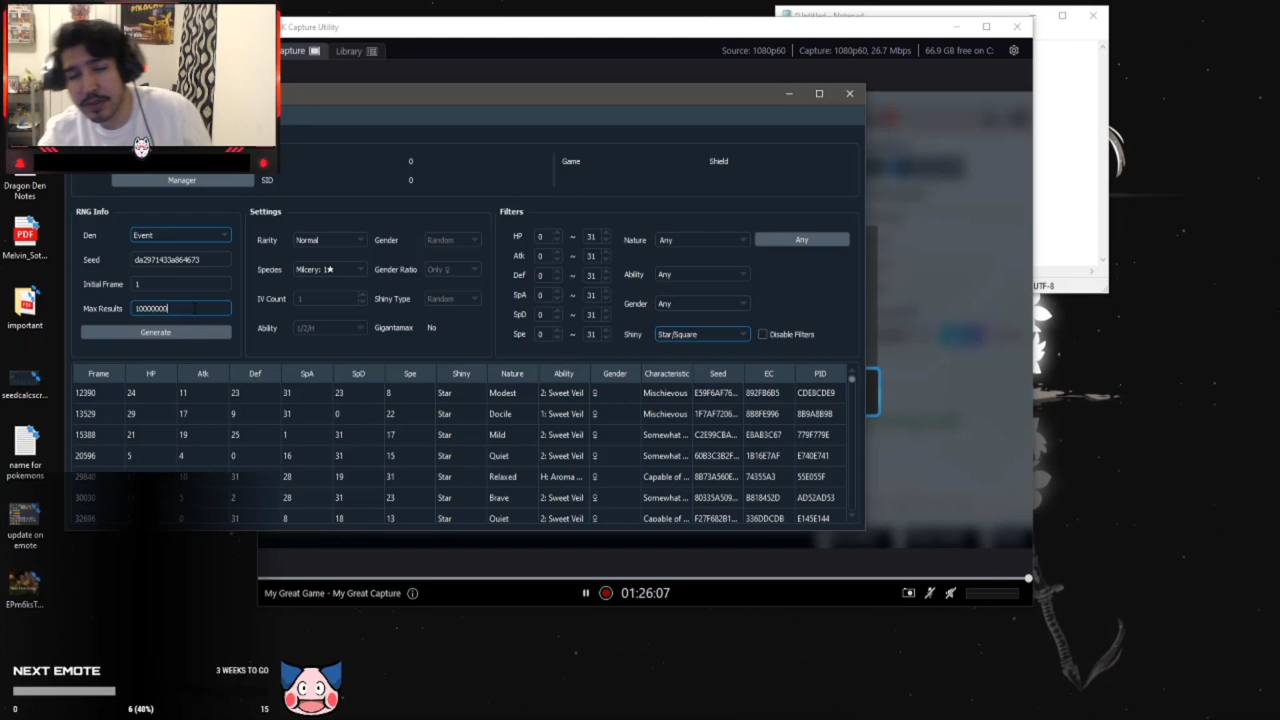 K Capture Utility
apture
Library
Source: 1080p60
Capture: 1080p60, 26.7 Mbps
66.9 GB free on C:
0
Game
Shield
Manager
SID
0
RNG Info
Settings
Filters
Den
Event
Seed
da2971433a864673
Initial Frame
1
Max Results
10000000
Generate
Rarity
Normal
Gender
Random
Species
Milcery: 1★
Gender Ratio
Only ♀
IV Count
1
Shiny Type
Random
Ability
1/2/H
Gigantamax
No
HP 0 ~ 31
Atk 0 ~ 31
Def 0 ~ 31
SpA 0 ~ 31
SpD 0 ~ 31
Spe 0 ~ 31
Nature
Any
Any
Ability
Any
Gender
Any
Shiny
Star/Square
Disable Filters
Frame HP Atk Def SpA SpD Spe Shiny Nature Ability Gender Characteristic Seed EC PID
12390 24 11 23 31 23 8 Star Modest 2: Sweet Veil ♀ Mischievous E59F6AF76... 892FB6B5 CDE8CDE9
13529 29 17 9 31 0 22 Star Docile 1: Sweet Veil ♀ Mischievous 1F7AF7206... 8B8FE996 8B9A8B98
15388 21 19 25 1 31 17 Star Mild 2: Sweet Veil ♀ Somewhat ... C2E99CBA... E8AB3C67 779F779E
20596 5 4 0 16 31 15 Star Quiet 2: Sweet Veil ♀ Somewhat ... 60B3C3B2F... 1B16E7AF E740E741
29840 10 31 28 19 31 Star Relaxed H: Aroma ... ♀ Capable of ... 8B73A560E... 74355A3 55E055F
30030 5 2 28 31 23 Star Brave 2: Sweet Veil ♀ Somewhat ... 80335A509... B818452D AD52AD53
32696 0 31 8 18 13 Star Quiet 2: Sweet Veil ♀ Capable of ... F27F682B1... 336DDCDB E145E144
UTF-8
Dragon Den
Notes
PDF
Melvin_Sot...
important
seedcalcscr...
name for
pokemons
update on
emote
EPm6ksT...
My Great Game - My Great Capture
01:26:07
NEXT EMOTE
3 WEEKS TO GO
0
6 (40%)
15